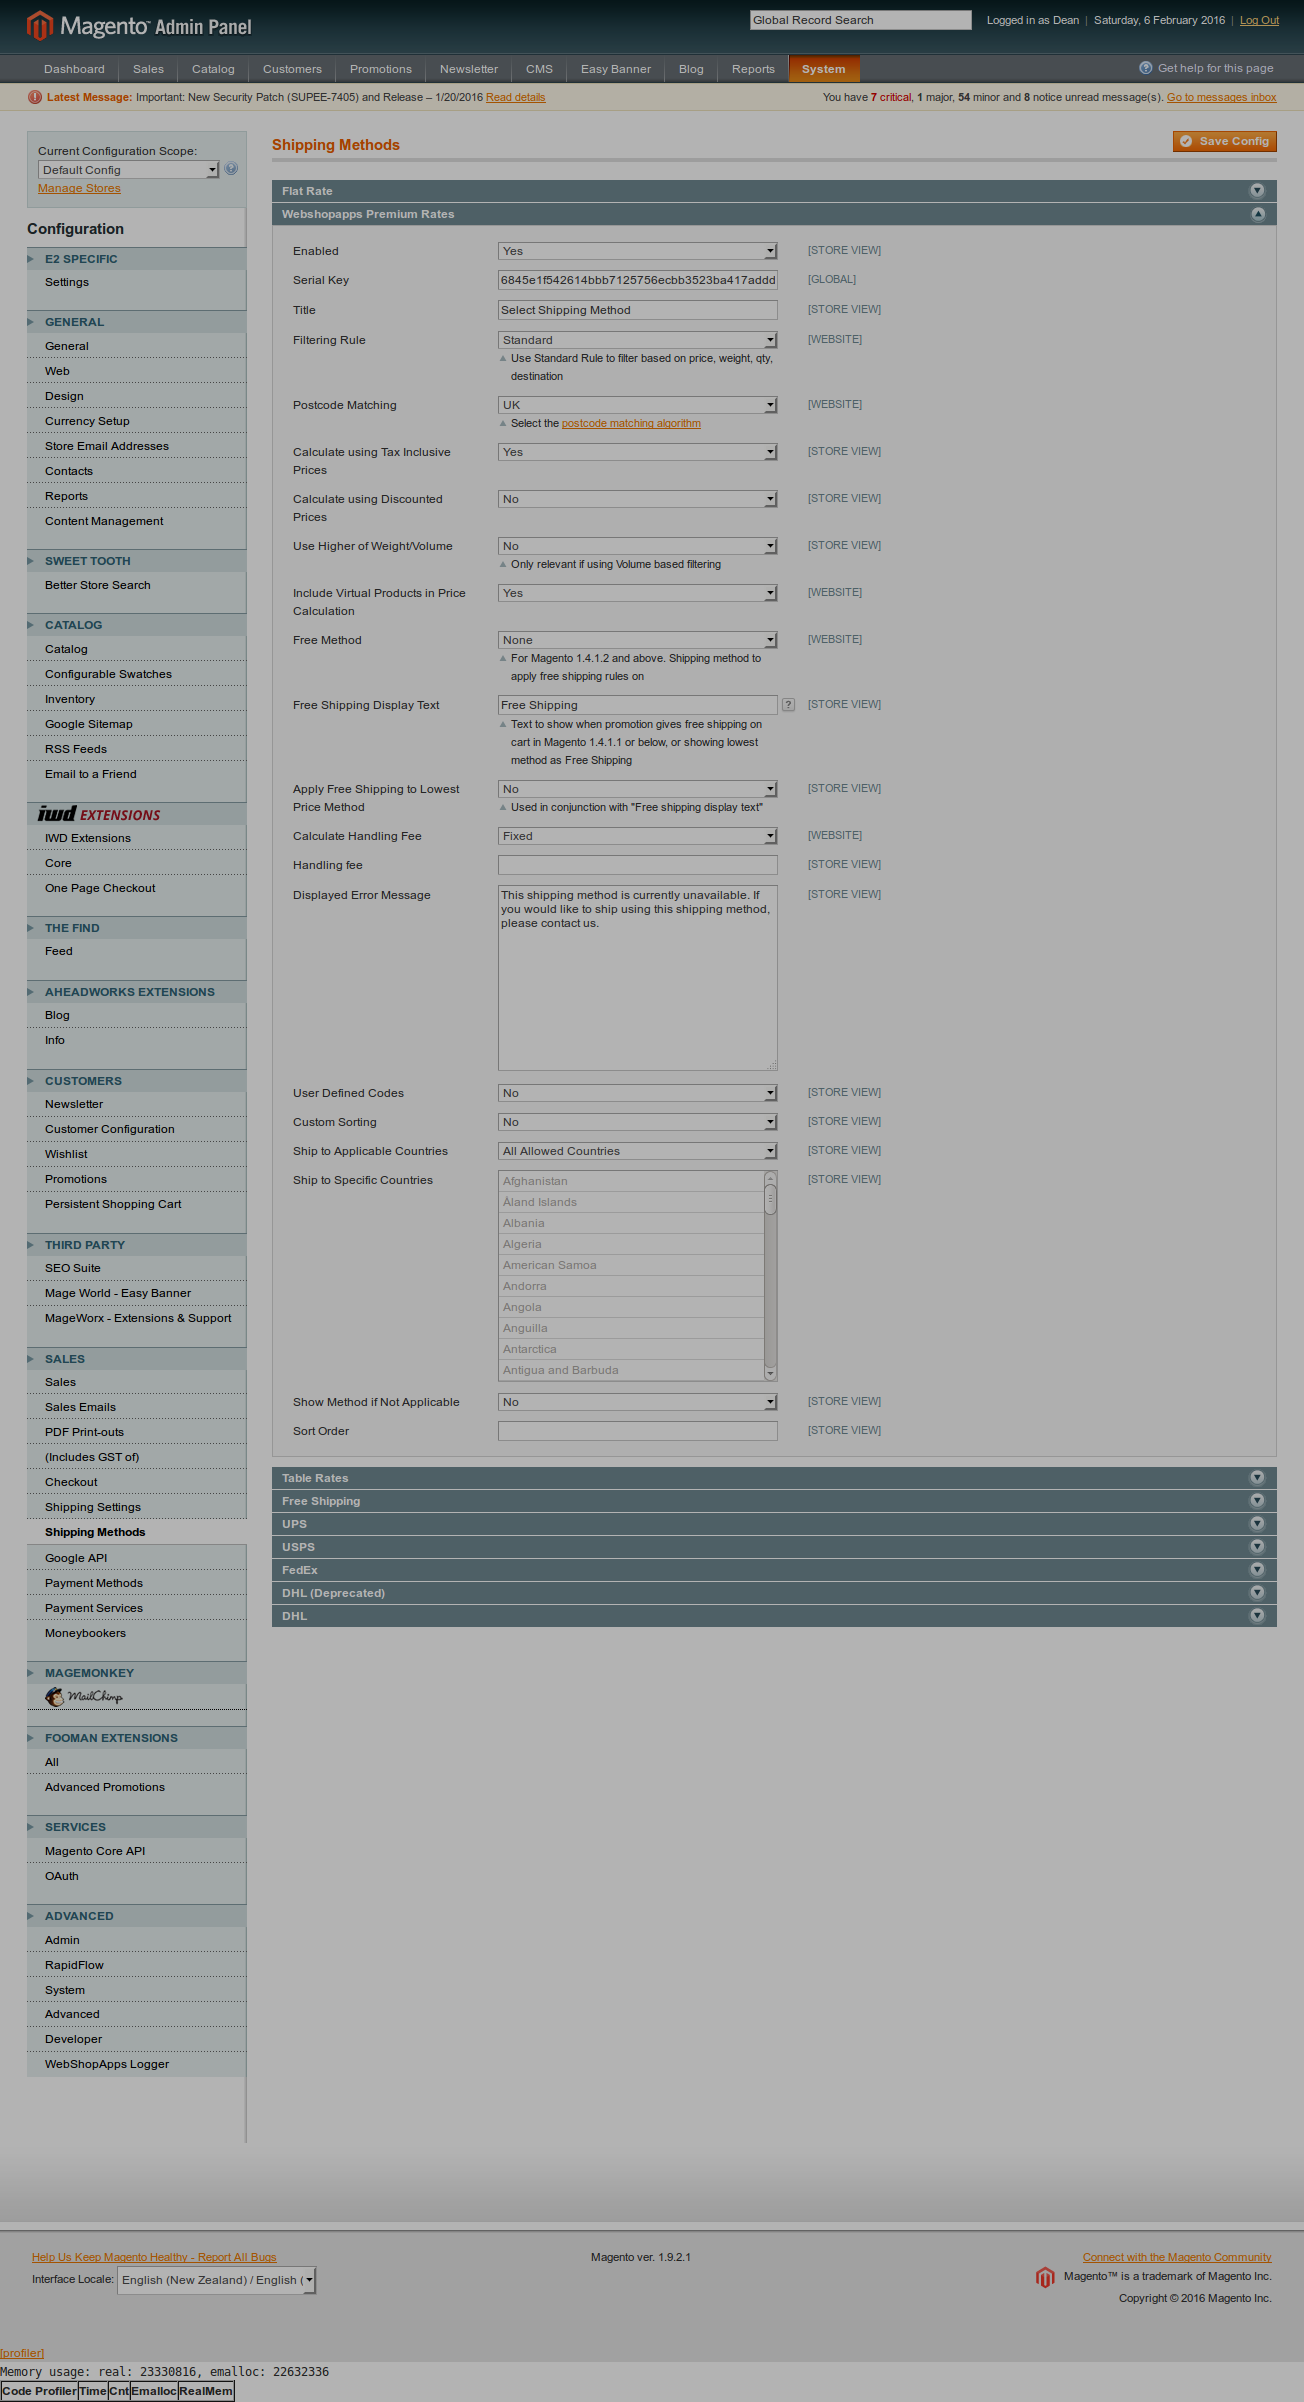 Magento™ Admin Panel
Global Record Search
Logged in as Dean | Saturday, 6 February 2016 | Log Out
Dashboard Sales Catalog Customers Promotions Newsletter CMS Easy Banner Blog Reports System
Get help for this page
Latest Message: Important: New Security Patch (SUPEE-7405) and Release – 1/20/2016 Read details
You have 7 critical, 1 major, 54 minor and 8 notice unread message(s). Go to messages inbox
Current Configuration Scope:
Default Config
Manage Stores
Configuration
E2 SPECIFIC
Settings
GENERAL
General
Web
Design
Currency Setup
Store Email Addresses
Contacts
Reports
Content Management
SWEET TOOTH
Better Store Search
CATALOG
Catalog
Configurable Swatches
Inventory
Google Sitemap
RSS Feeds
Email to a Friend
iwd EXTENSIONS
IWD Extensions
Core
One Page Checkout
THE FIND
Feed
AHEADWORKS EXTENSIONS
Blog
Info
CUSTOMERS
Newsletter
Customer Configuration
Wishlist
Promotions
Persistent Shopping Cart
THIRD PARTY
SEO Suite
Mage World - Easy Banner
MageWorx - Extensions & Support
SALES
Sales
Sales Emails
PDF Print-outs
(Includes GST of)
Checkout
Shipping Settings
Shipping Methods
Google API
Payment Methods
Payment Services
Moneybookers
MAGEMONKEY
MailChimp
FOOMAN EXTENSIONS
All
Advanced Promotions
SERVICES
Magento Core API
OAuth
ADVANCED
Admin
RapidFlow
System
Advanced
Developer
WebShopApps Logger
Shipping Methods
Save Config
Flat Rate
Webshopapps Premium Rates
Enabled Yes [STORE VIEW]
Serial Key 6845e1f542614bbb7125756ecbb3523ba417addd [GLOBAL]
Title Select Shipping Method [STORE VIEW]
Filtering Rule Standard [WEBSITE]
Use Standard Rule to filter based on price, weight, qty,
destination
Postcode Matching UK [WEBSITE]
Select the postcode matching algorithm
Calculate using Tax Inclusive Yes [STORE VIEW]
Prices
Calculate using Discounted No [STORE VIEW]
Prices
Use Higher of Weight/Volume No [STORE VIEW]
Only relevant if using Volume based filtering
Include Virtual Products in Price Yes [WEBSITE]
Calculation
Free Method None [WEBSITE]
For Magento 1.4.1.2 and above. Shipping method to
apply free shipping rules on
Free Shipping Display Text Free Shipping ? [STORE VIEW]
Text to show when promotion gives free shipping on
cart in Magento 1.4.1.1 or below, or showing lowest
method as Free Shipping
Apply Free Shipping to Lowest No [STORE VIEW]
Price Method Used in conjunction with "Free shipping display text"
Calculate Handling Fee Fixed [WEBSITE]
Handling fee [STORE VIEW]
Displayed Error Message This shipping method is currently unavailable. If [STORE VIEW]
you would like to ship using this shipping method,
please contact us.
User Defined Codes No [STORE VIEW]
Custom Sorting No [STORE VIEW]
Ship to Applicable Countries All Allowed Countries [STORE VIEW]
Ship to Specific Countries Afghanistan [STORE VIEW]
Åland Islands
Albania
Algeria
American Samoa
Andorra
Angola
Anguilla
Antarctica
Antigua and Barbuda
Show Method if Not Applicable No [STORE VIEW]
Sort Order [STORE VIEW]
Table Rates
Free Shipping
UPS
USPS
FedEx
DHL (Deprecated)
DHL
Help Us Keep Magento Healthy - Report All Bugs
Interface Locale: English (New Zealand) / English (
Magento ver. 1.9.2.1
Connect with the Magento Community
Magento™ is a trademark of Magento Inc.
Copyright © 2016 Magento Inc.
[profiler]
Memory usage: real: 23330816, emalloc: 22632336
Code Profiler Time Cnt Emalloc RealMem